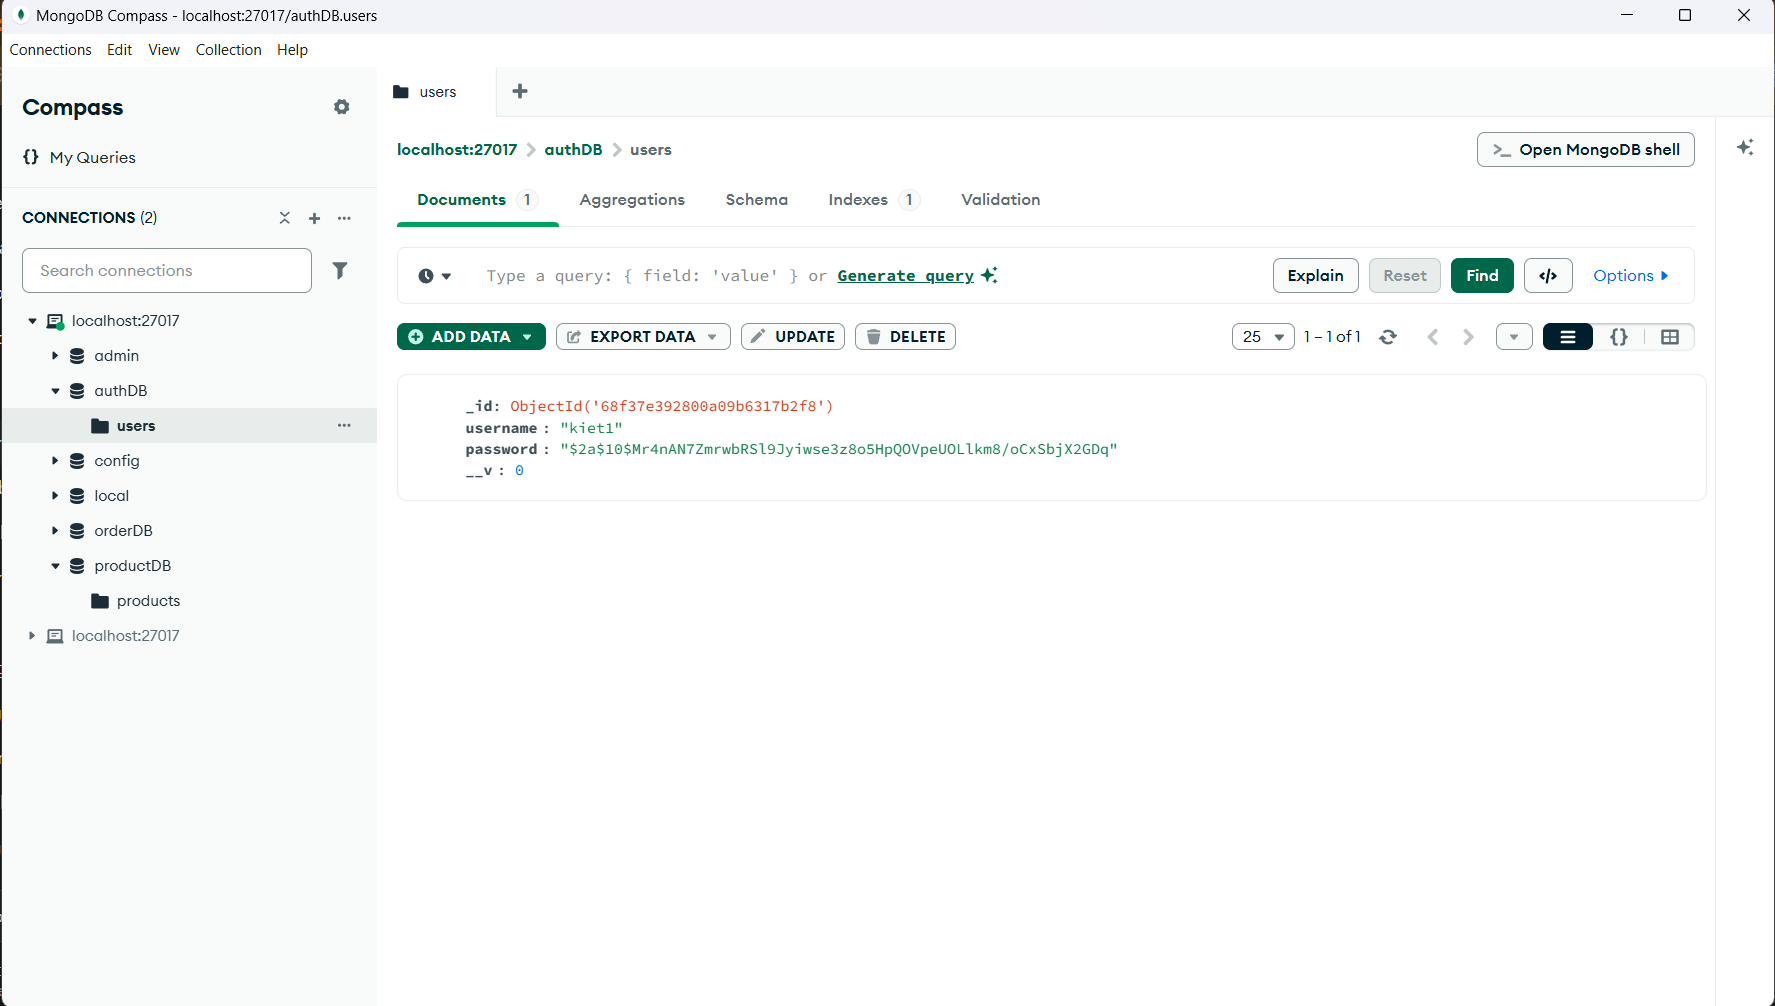 MongoDB Compass - localhost:27017/authDB.users
Connections Edit View Collection Help
Compass
My Queries
CONNECTIONS (2)
Search connections
localhost:27017
admin
authDB
users
config
local
orderDB
productDB
products
localhost:27017
users
localhost:27017 > authDB > users
>_ Open MongoDB shell
Documents 1 Aggregations Schema Indexes 1 Validation
Type a query: { field: 'value' } or Generate query
Explain Reset Find </> Options
ADD DATA EXPORT DATA UPDATE DELETE
25 1 – 1 of 1 {}
_id: ObjectId('68f37e392800a09b6317b2f8')
username : "kiet1"
password : "$2a$10$Mr4nAN7ZmrwbRSl9Jyiwse3z8o5HpQOVpeUOLlkm8/oCxSbjX2GDq"
__v : 0